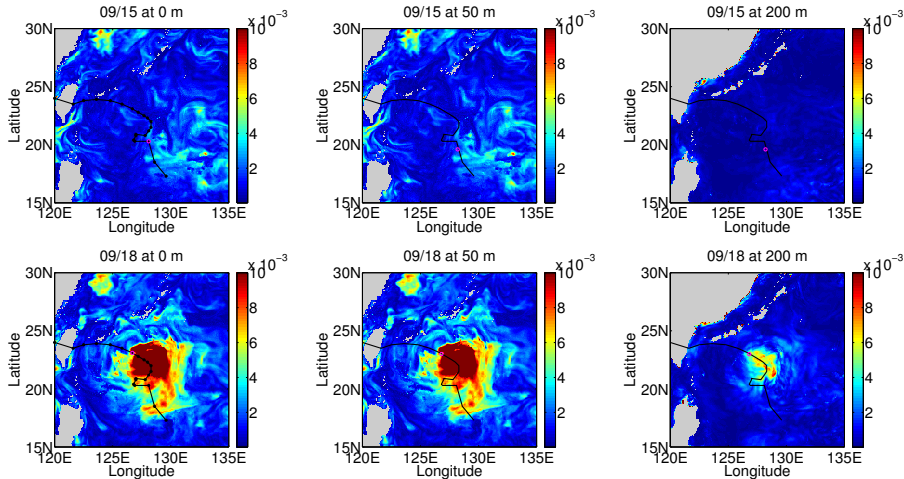 09/15 at 0 m
09/15 at 50 m
09/15 at 200 m
x 10⁻³
x 10⁻³
x 10⁻³
30N
25N
20N
15N
120E 125E 130E 135E
Longitude
Latitude
10
8
6
4
2
30N
25N
20N
15N
120E 125E 130E 135E
Longitude
Latitude
10
8
6
4
2
30N
25N
20N
15N
120E 125E 130E 135E
Longitude
Latitude
10
8
6
4
2
09/18 at 0 m
09/18 at 50 m
09/18 at 200 m
x 10⁻³
x 10⁻³
x 10⁻³
30N
25N
20N
15N
120E 125E 130E 135E
Longitude
Latitude
10
8
6
4
2
30N
25N
20N
15N
120E 125E 130E 135E
Longitude
Latitude
10
8
6
4
2
30N
25N
20N
15N
120E 125E 130E 135E
Longitude
Latitude
10
8
6
4
2